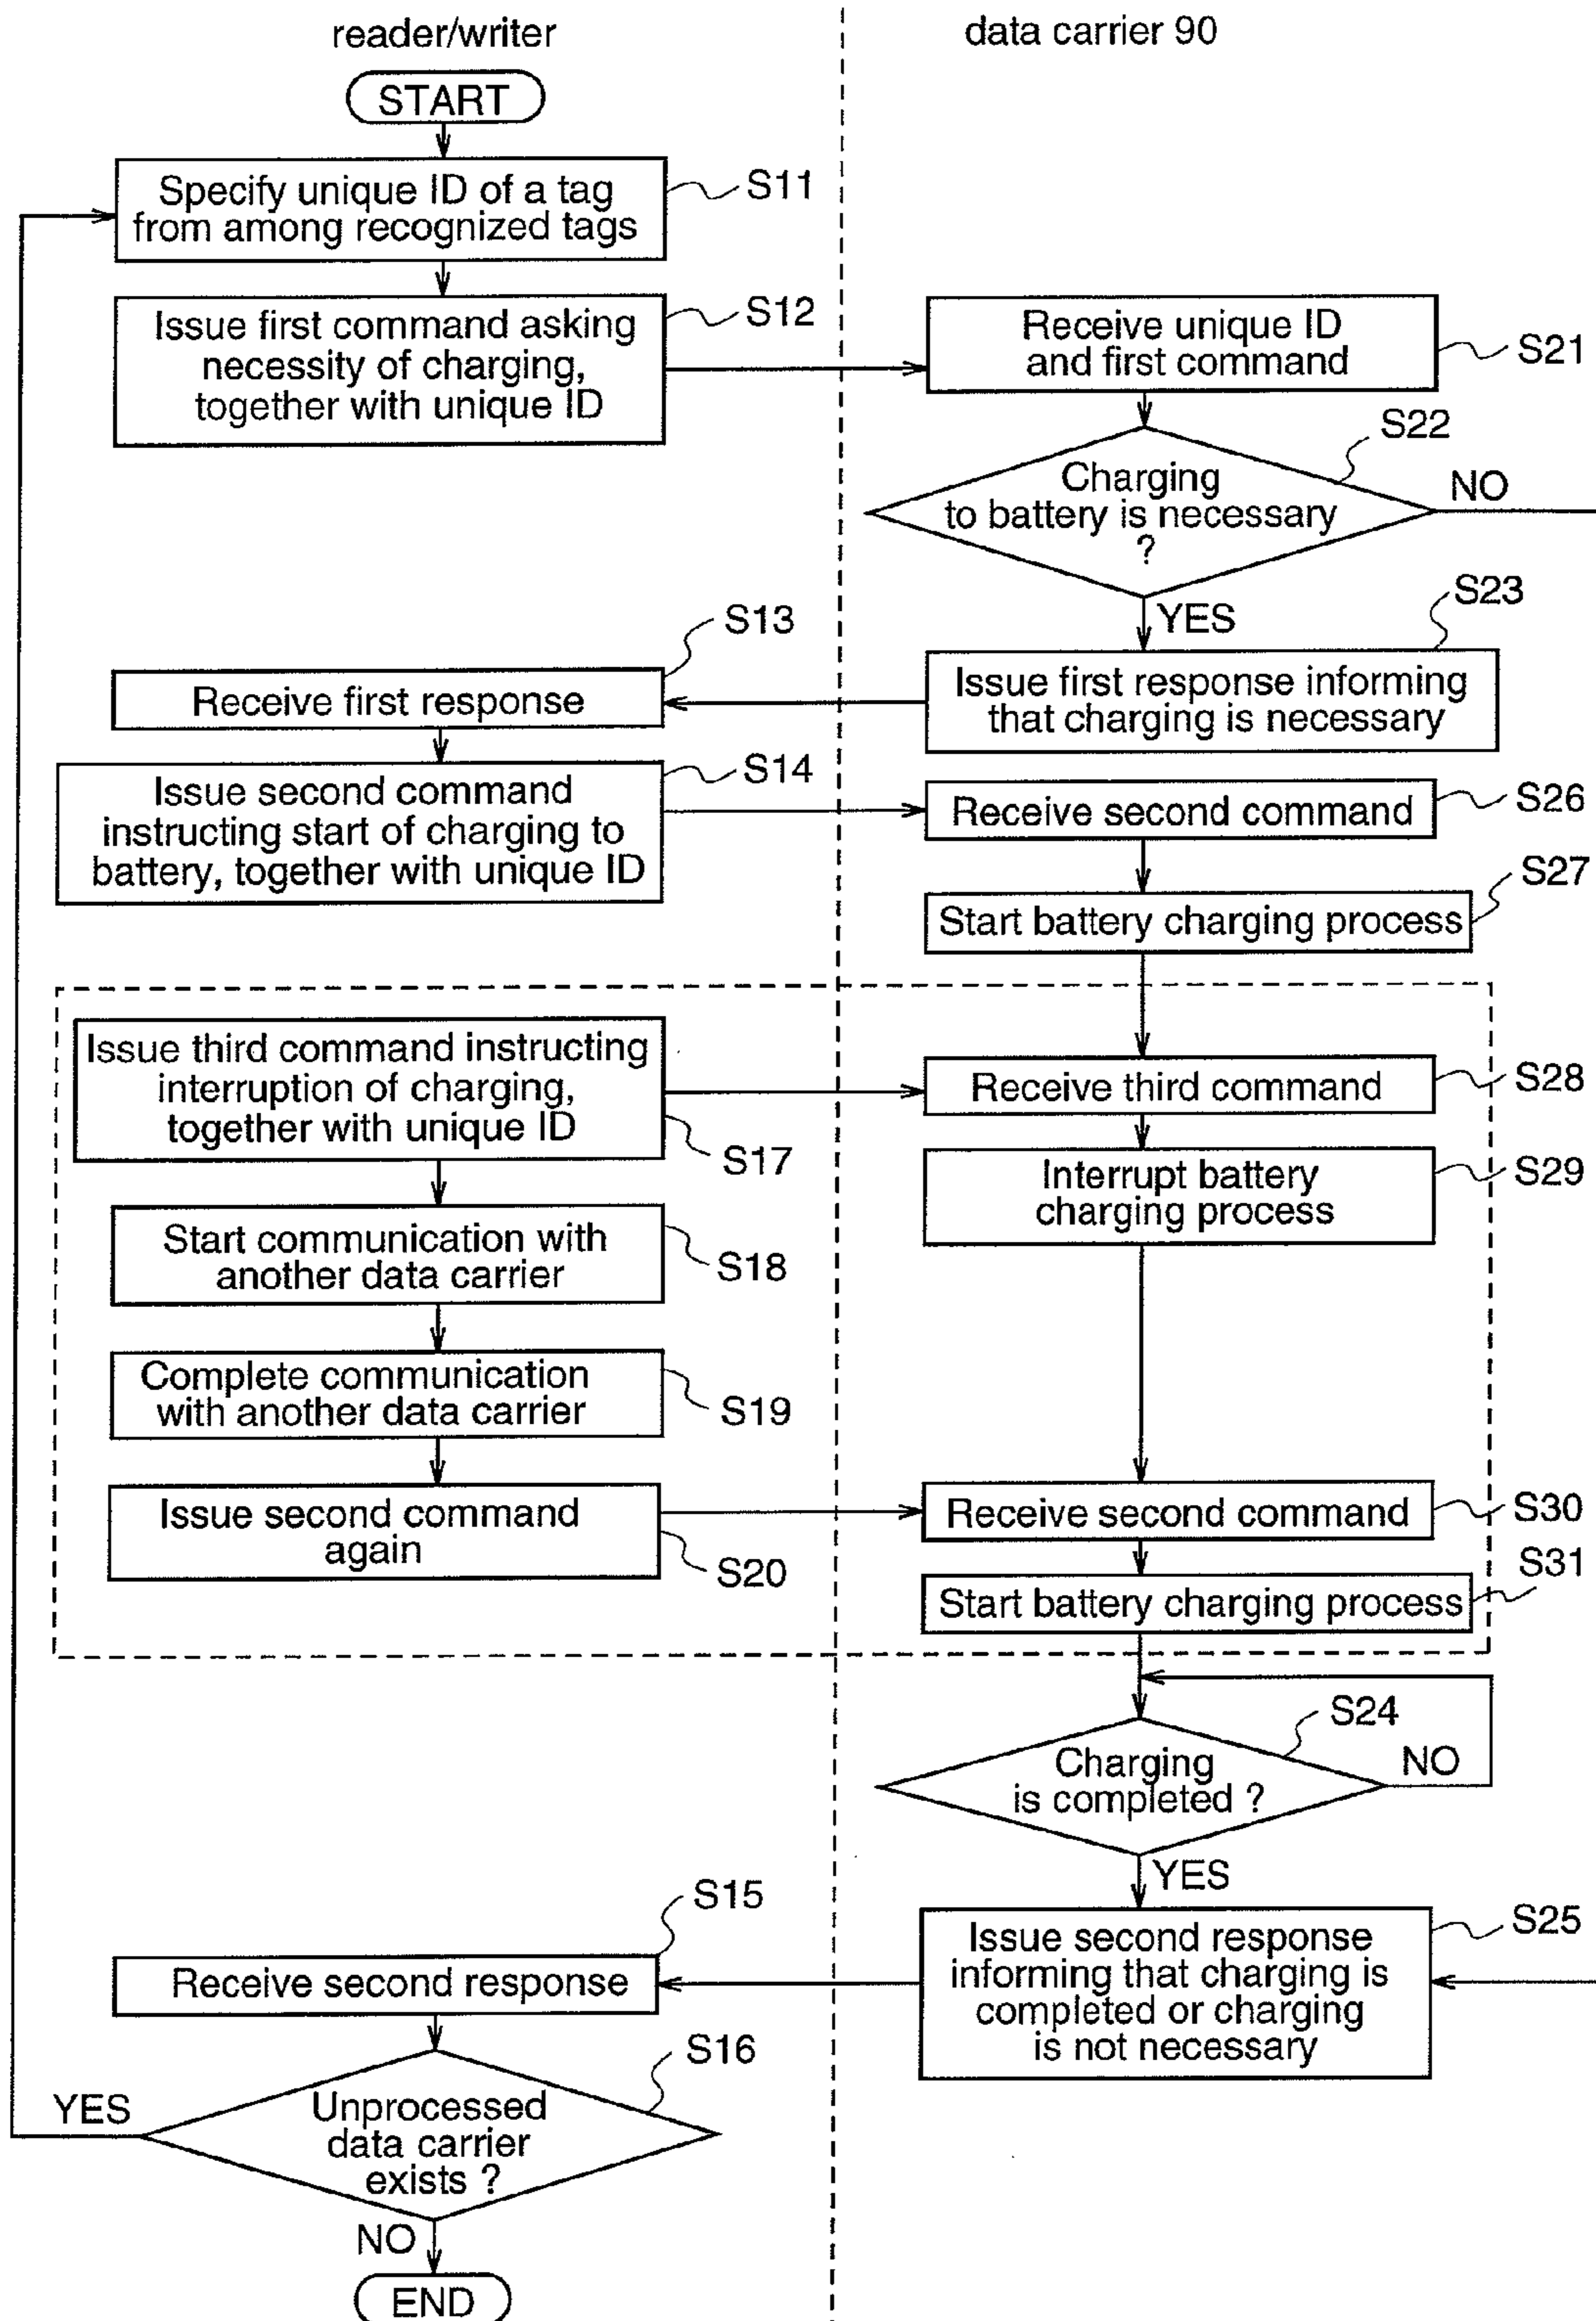 reader/writer
data carrier 90
START
Specify unique ID of a tag
from among recognized tags
S11
Issue first command asking
necessity of charging,
together with unique ID
S12
Receive unique ID
and first command
S21
Charging
to battery is necessary
?
S22
NO
YES
S23
Issue first response informing
that charging is necessary
S13
Receive first response
S14
Issue second command
instructing start of charging to
battery, together with unique ID
Receive second command
S26
S27
Start battery charging process
Issue third command instructing
interruption of charging,
together with unique ID
S17
Receive third command
S28
Interrupt battery
charging process
S29
Start communication with
another data carrier
S18
Complete communication
with another data carrier
S19
Issue second command
again
S20
Receive second command
S30
S31
Start battery charging process
S24
Charging
is completed ?
NO
YES
Issue second response
informing that charging is
completed or charging
is not necessary
S25
S15
Receive second response
S16
Unprocessed
data carrier
exists ?
YES
NO
END